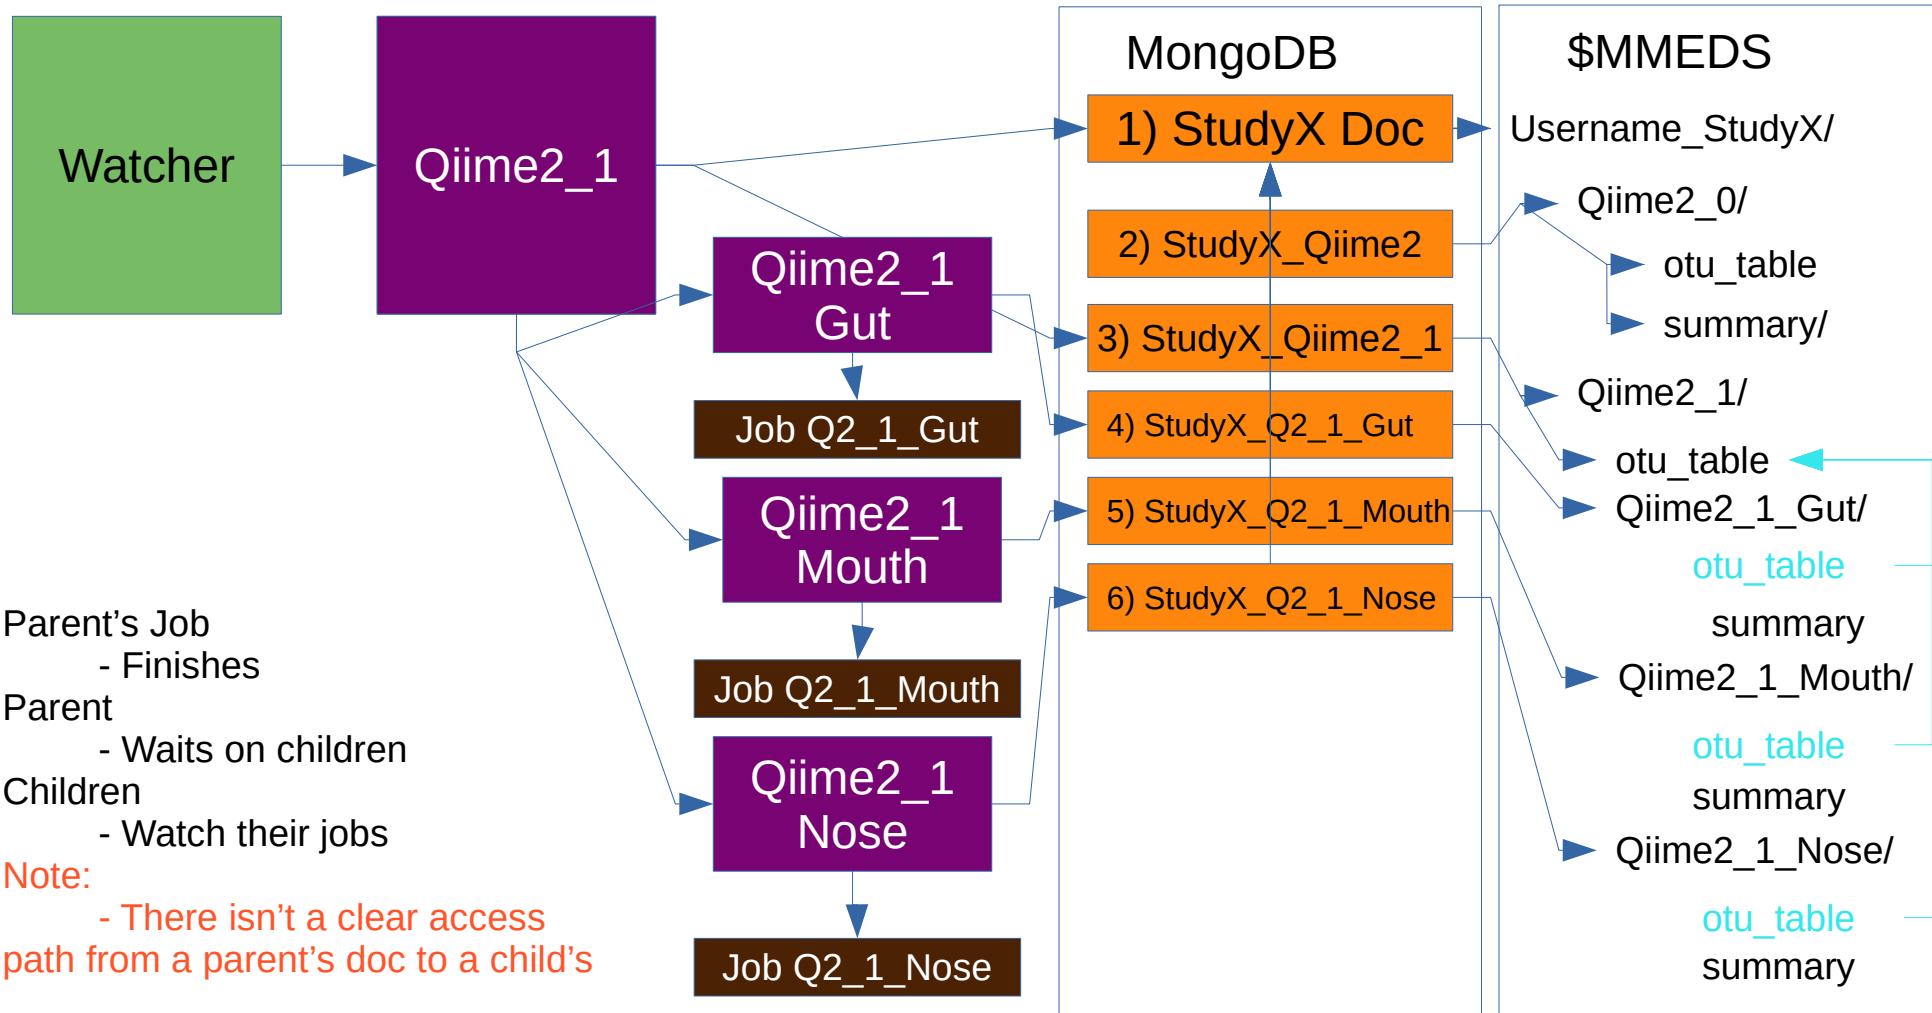 Watcher
Qiime2_1
Qiime2_1
Gut
Job Q2_1_Gut
Qiime2_1
Mouth
Job Q2_1_Mouth
Qiime2_1
Nose
Job Q2_1_Nose
Parent’s Job
- Finishes
Parent
- Waits on children
Children
- Watch their jobs
Note:
- There isn’t a clear access
path from a parent’s doc to a child’s
MongoDB
1) StudyX Doc
2) StudyX_Qiime2
3) StudyX_Qiime2_1
4) StudyX_Q2_1_Gut
5) StudyX_Q2_1_Mouth
6) StudyX_Q2_1_Nose
$MMEDS
Username_StudyX/
Qiime2_0/
otu_table
summary/
Qiime2_1/
otu_table
Qiime2_1_Gut/
otu_table
summary
Qiime2_1_Mouth/
otu_table
summary
Qiime2_1_Nose/
otu_table
summary